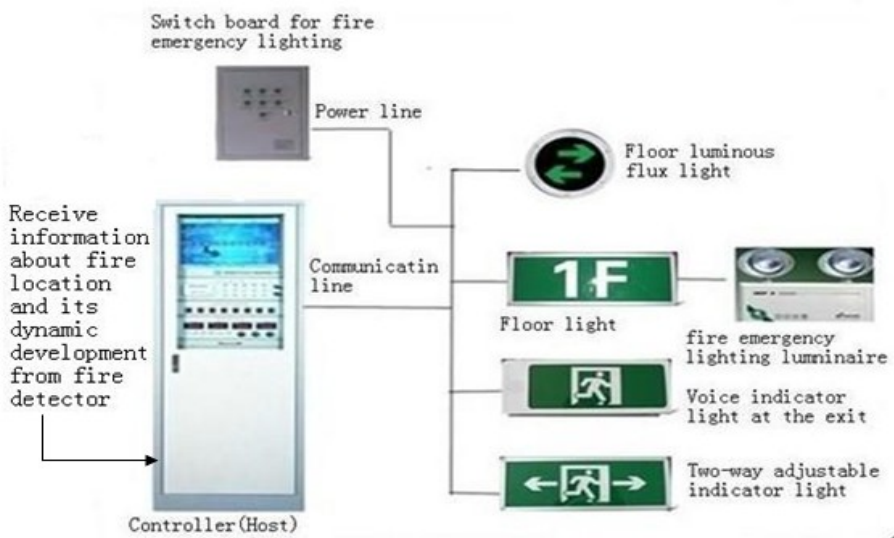 Switch board for fire
emergency lighting
Power line
Floor luminous
flux light
Receive
information
about fire
location
and its
dynamic
development
from fire
detector
Communicatin
line
1F
Floor light
fire emergency
lighting lumninaire
Voice indicator
light at the exit
Two-way adjustable
indicator light
Controller(Host)